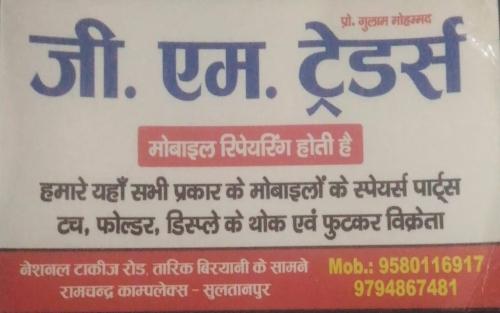 प्रो. गुलाम मोहम्मद
जी. एम. ट्रेडर्स
मोबाइल रिपेयरिंग होती है
हमारे यहाँ सभी प्रकार के मोबाइलों के स्पेयर्स पार्ट्स
टच, फोल्डर, डिस्प्ले के थोक एवं फुटकर विक्रेता
नेशनल टाकीज रोड, तारिक बिरयानी के सामने
रामचन्द्र काम्पलेक्स - सुलतानपुर
Mob.: 9580116917
9794867481